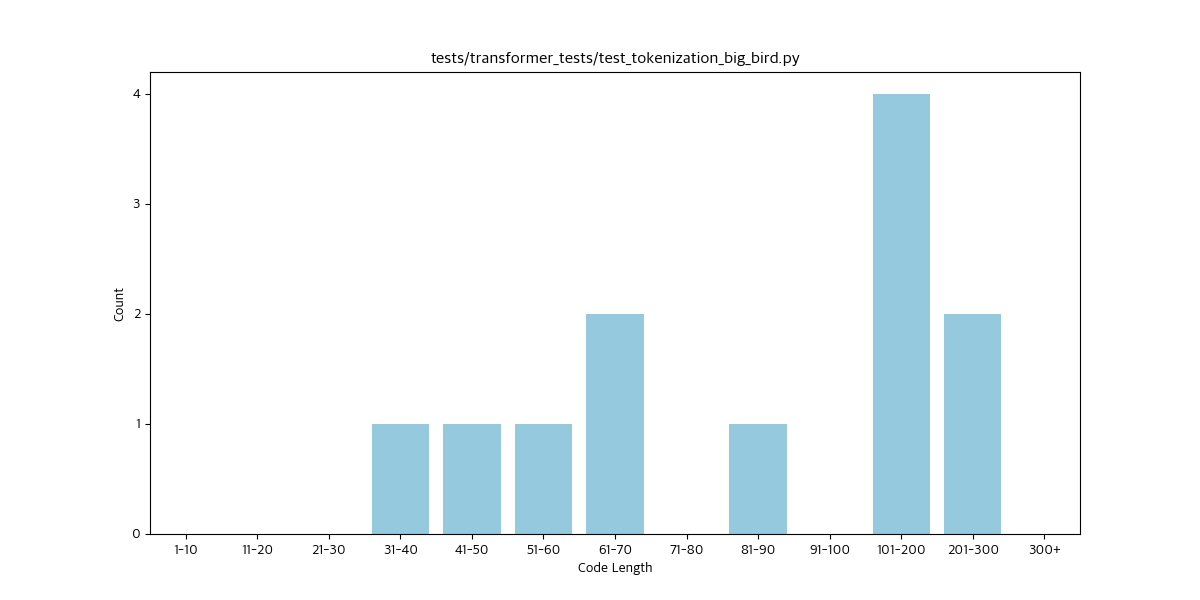 tests/transformer_tests/test_tokenization_big_bird.py
4
3
2
1
0
Count
1-10 11-20 21-30 31-40 41-50 51-60 61-70 71-80 81-90 91-100 101-200 201-300 300+
Code Length